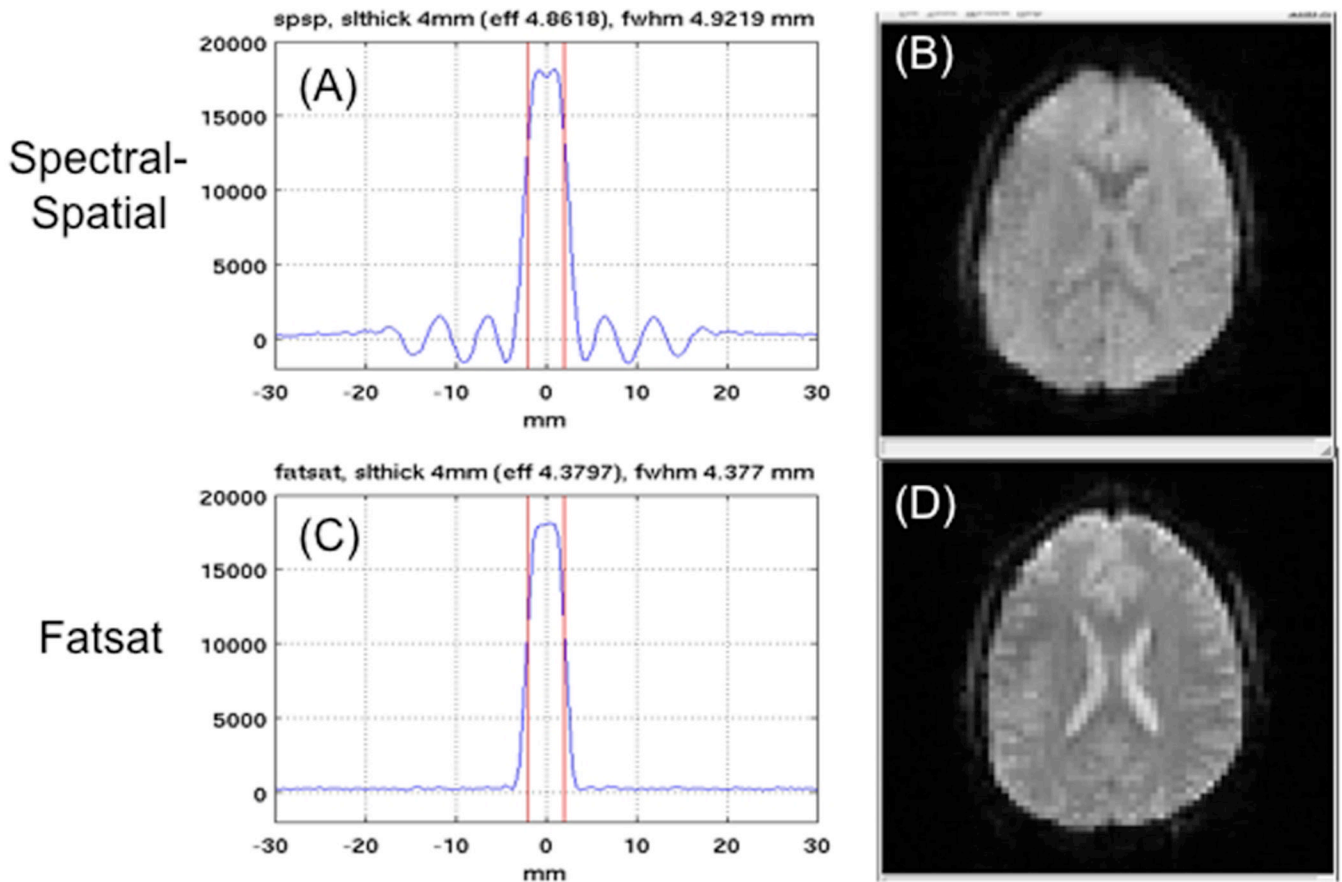 spsp, slthick 4mm (eff 4.8618), fwhm 4.9219 mm
20000
15000
10000
5000
0
-30 -20 -10 0 10 20 30
mm
(A)
(B)
Spectral-
Spatial
fatsat, slthick 4mm (eff 4.3797), fwhm 4.377 mm
20000
15000
10000
5000
0
-30 -20 -10 0 10 20 30
mm
(C)
(D)
Fatsat